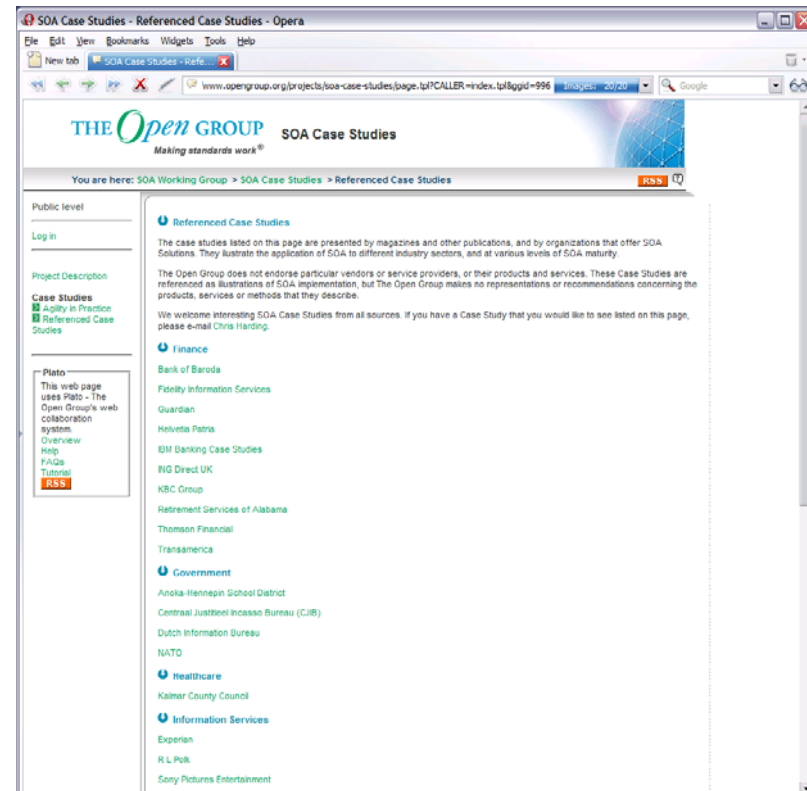 SOA Case Studies - Referenced Case Studies - Opera
File Edit View Bookmarks Widgets Tools Help
New tab SOA Case Studies - Refe...
www.opengroup.org/projects/soa-case-studies/page.tpl?CALLER=index.tpl&ggid=996 Images: 20/20 Google
THE Open GROUP SOA Case Studies
Making standards work®
You are here: SOA Working Group > SOA Case Studies > Referenced Case Studies RSS
Public level
Log in
Project Description
Case Studies
Agility in Practice
Referenced Case
Studies
Plato
This web page
uses Plato - The
Open Group's web
collaboration
system.
Overview
Help
FAQs
Tutorial
RSS
Referenced Case Studies
The case studies listed on this page are presented by magazines and other publications, and by organizations that offer SOA
Solutions. They illustrate the application of SOA to different industry sectors, and at various levels of SOA maturity.
The Open Group does not endorse particular vendors or service providers, or their products and services. These Case Studies are
referenced as illustrations of SOA implementation, but The Open Group makes no representations or recommendations concerning the
products, services or methods that they describe.
We welcome interesting SOA Case Studies from all sources. If you have a Case Study that you would like to see listed on this page,
please e-mail Chris Harding.
Finance
Bank of Baroda
Fidelity Information Services
Guardian
Helvetia Patria
IBM Banking Case Studies
ING Direct UK
KBC Group
Retirement Services of Alabama
Thomson Financial
Transamerica
Government
Anoka-Hennepin School District
Centraal Justitieel Incasso Bureau (CJIB)
Dutch Information Bureau
NATO
Healthcare
Kalmar County Council
Information Services
Experian
R L Polk
Sony Pictures Entertainment